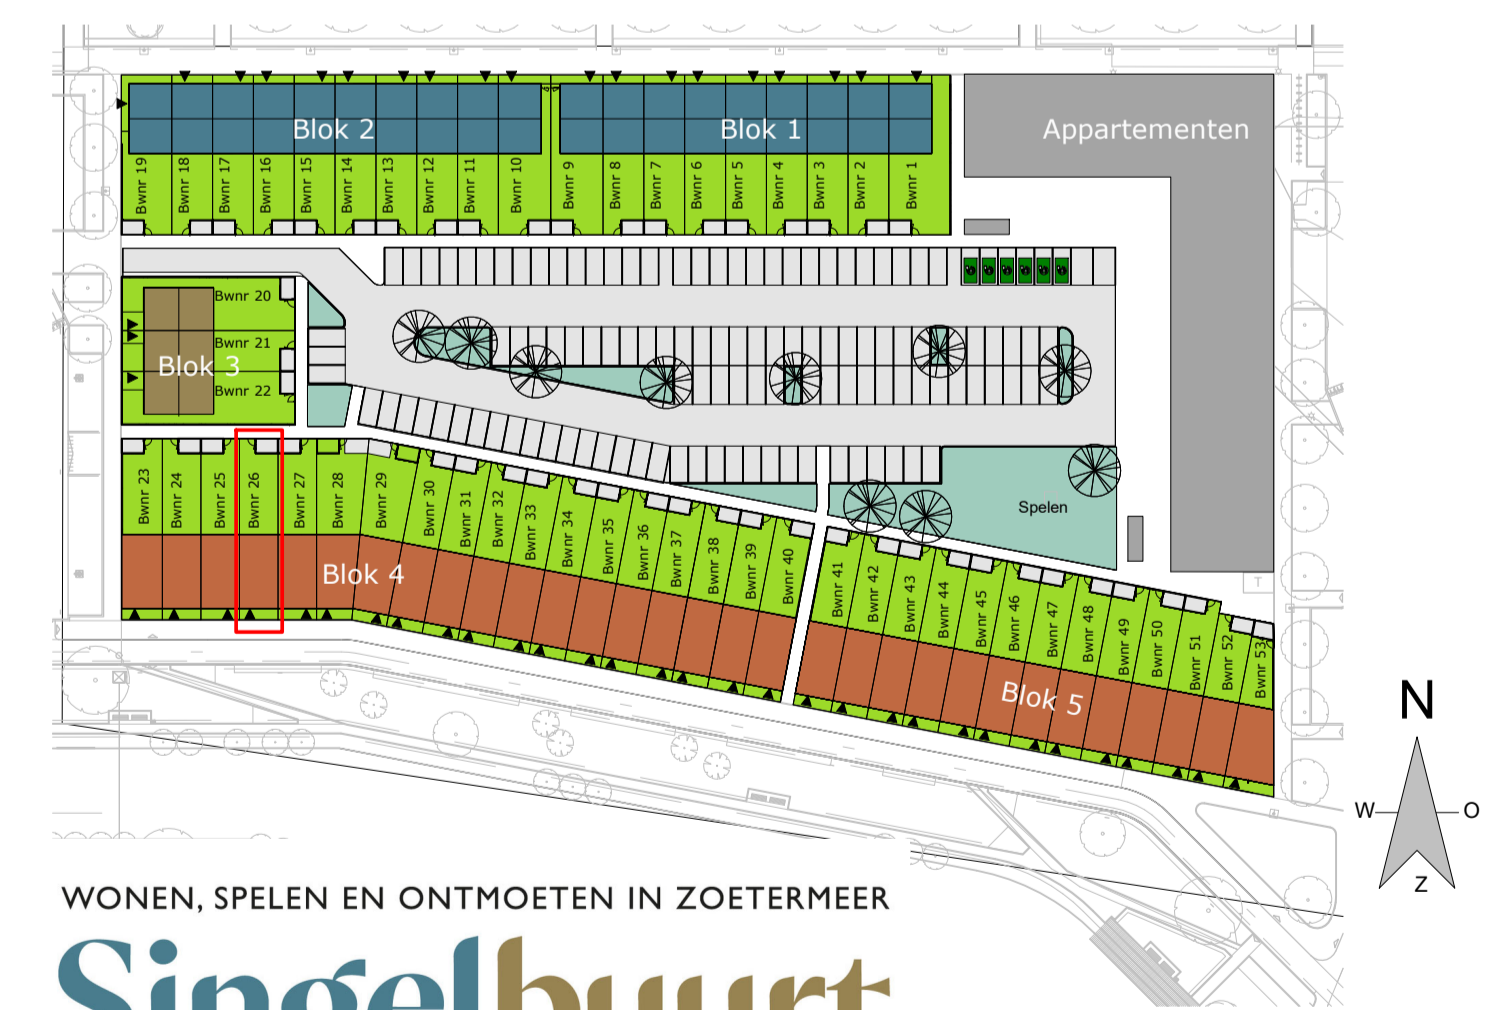 Blok 2
Blok 1
Appartementen
Bwnr 19
Bwnr 18
Bwnr 17
Bwnr 16
Bwnr 15
Bwnr 14
Bwnr 13
Bwnr 12
Bwnr 11
Bwnr 10
Bwnr 9
Bwnr 8
Bwnr 7
Bwnr 6
Bwnr 5
Bwnr 4
Bwnr 3
Bwnr 2
Bwnr 1
Bwnr 20
Bwnr 21
Blok 3
Bwnr 22
Bwnr 23
Bwnr 24
Bwnr 25
Bwnr 26
Bwnr 27
Bwnr 28
Bwnr 29
Bwnr 30
Bwnr 31
Bwnr 32
Bwnr 33
Bwnr 34
Bwnr 35
Bwnr 36
Bwnr 37
Bwnr 38
Bwnr 39
Bwnr 40
Spelen
Blok 4
Bwnr 41
Bwnr 42
Bwnr 43
Bwnr 44
Bwnr 45
Bwnr 46
Bwnr 47
Bwnr 48
Bwnr 49
Bwnr 50
Bwnr 51
Bwnr 52
Bwnr 53
T
Blok 5
N
W
O
Z
WONEN, SPELEN EN ONTMOETEN IN ZOETERMEER
Singelbuurt